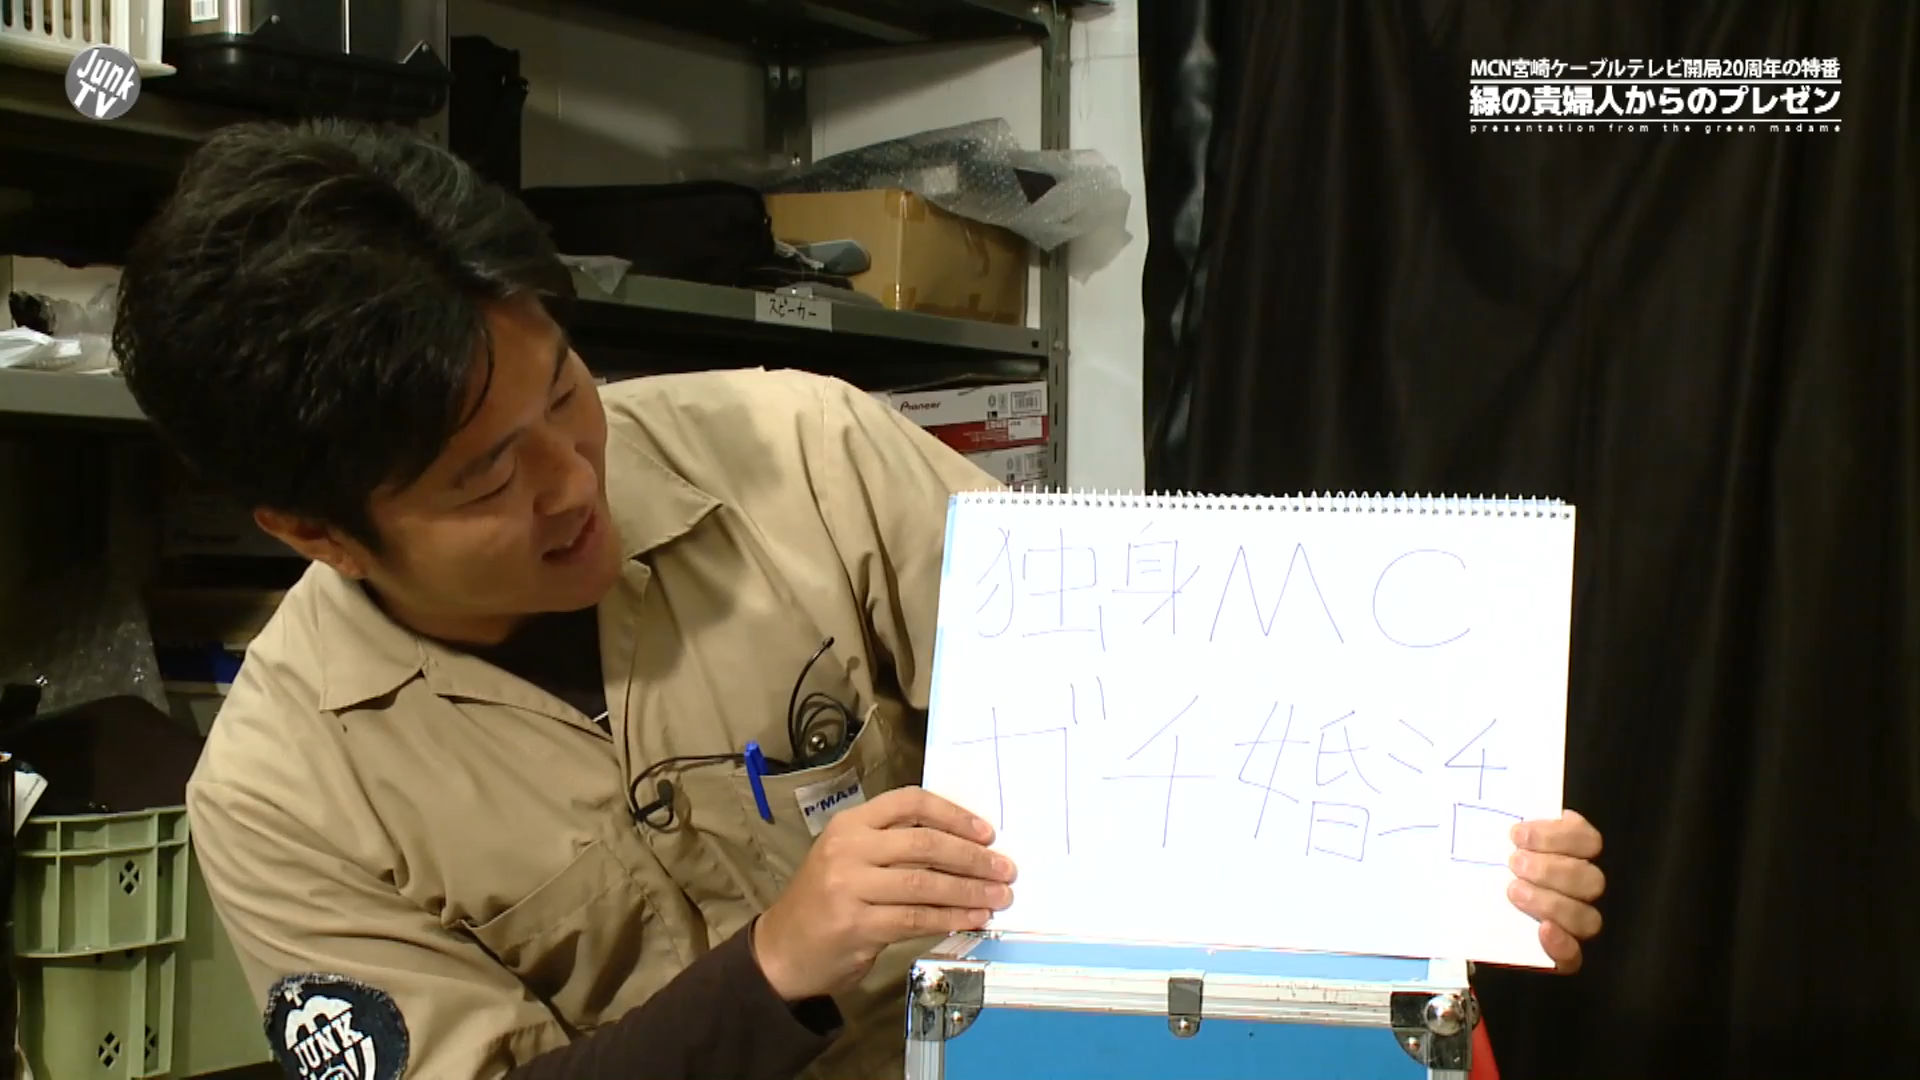 Junk
TV
MCN宮崎ケーブルテレビ開局20周年の特番
緑の貴婦人からのプレゼン
presentation from the green madame
スピーカー
Pioneer
独身MC
ガチ婚活
P'MAS
JUNK